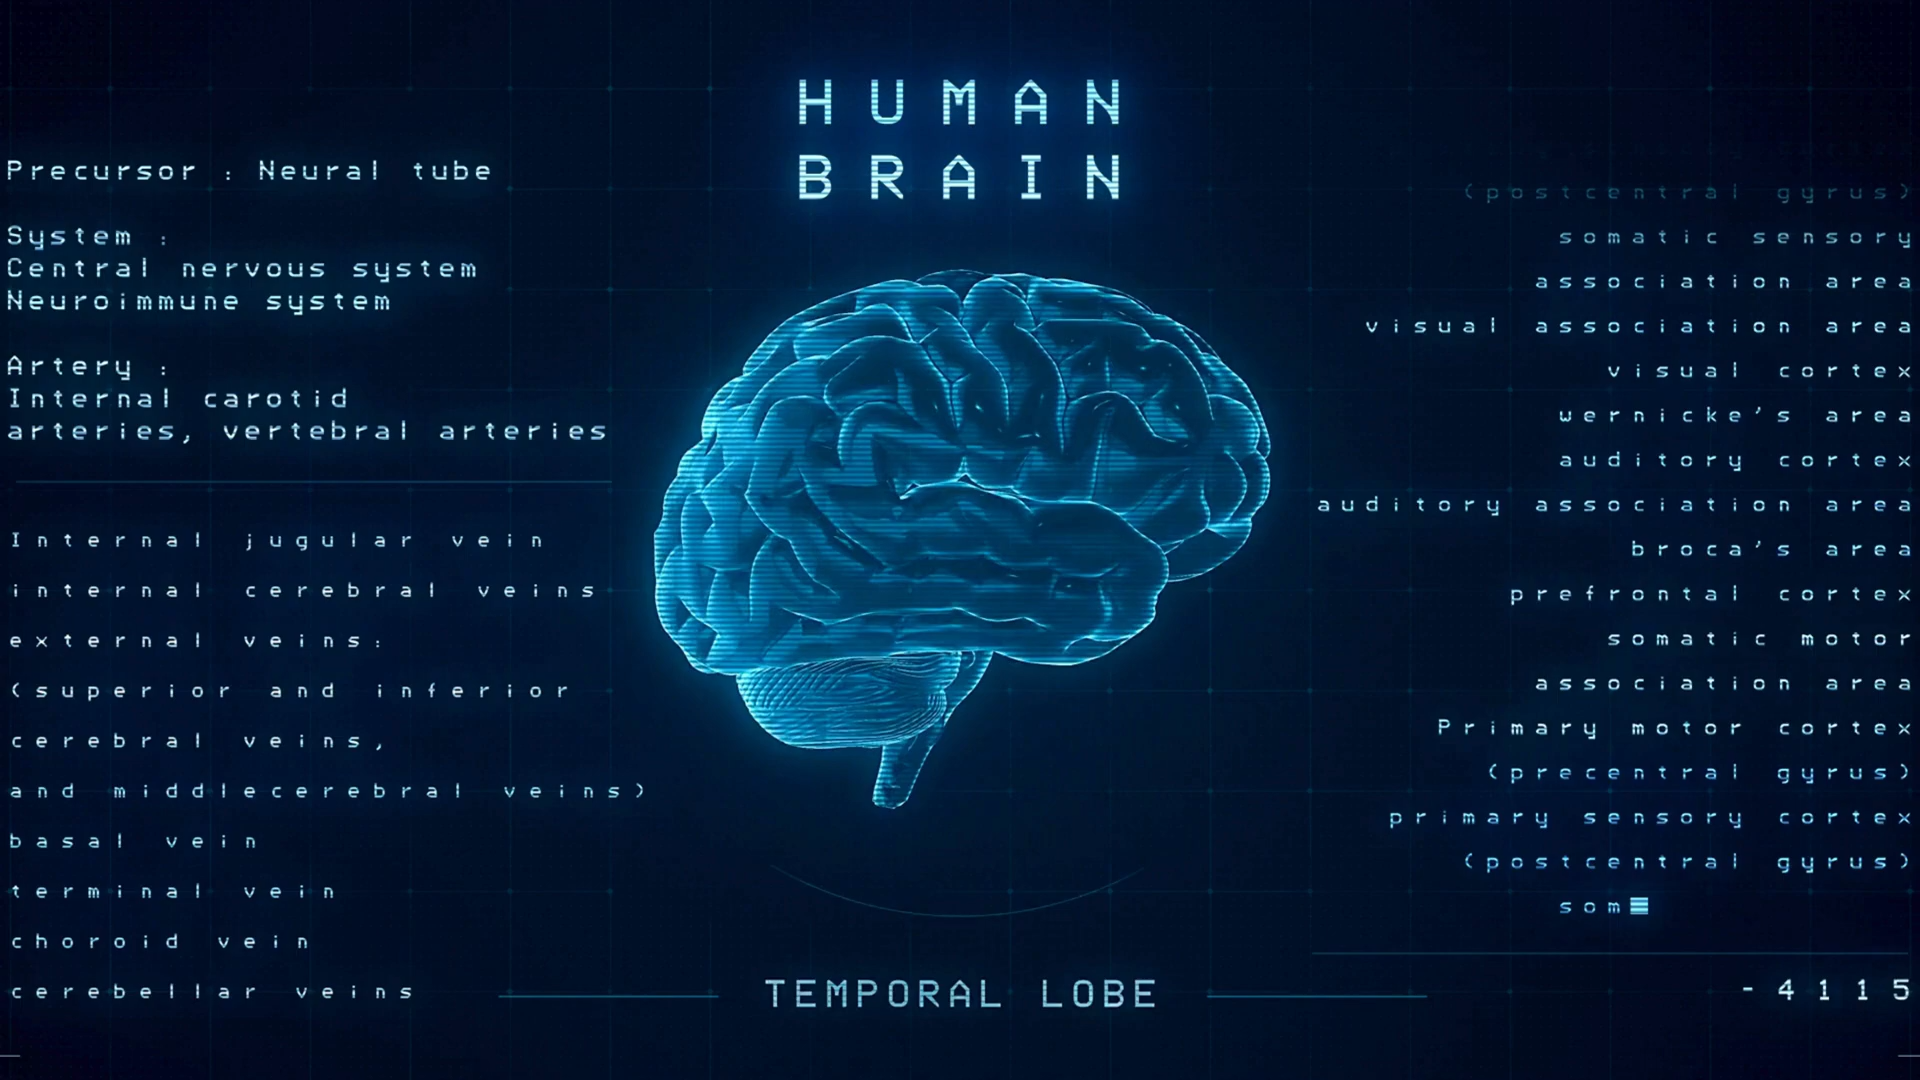 HUMAN
BRAIN
Precursor : Neural tube
System :
Central nervous system
Neuroimmune system
Artery :
Internal carotid
arteries, vertebral arteries
Internal jugular vein
internal cerebral veins
external veins:
(superior and inferior
cerebral veins,
and middlecerebral veins)
basal vein
terminal vein
choroid vein
cerebellar veins
(postcentral gyrus)
somatic sensory
association area
visual association area
visual cortex
wernicke's area
auditory cortex
auditory association area
broca's area
prefrontal cortex
somatic motor
association area
Primary motor cortex
(precentral gyrus)
primary sensory cortex
(postcentral gyrus)
som
-4115
TEMPORAL LOBE